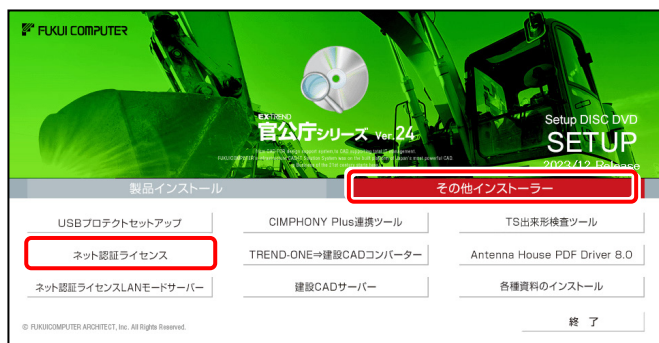 FUKUI COMPUTER
EX-TREND
官公庁シリーズ Ver.24
Setup DISC DVD
SETUP
2023/12 Release
製品インストール
その他インストーラー
USBプロテクトセットアップ
CIMPHONY Plus連携ツール
TS出来形検査ツール
ネット認証ライセンス
TREND-ONE⇒建設CADコンバーター
Antenna House PDF Driver 8.0
ネット認証ライセンスLANモードサーバー
建設CADサーバー
各種資料のインストール
© FUKUICOMPUTER ARCHITECT, Inc. All Rights Reserved.
終 了